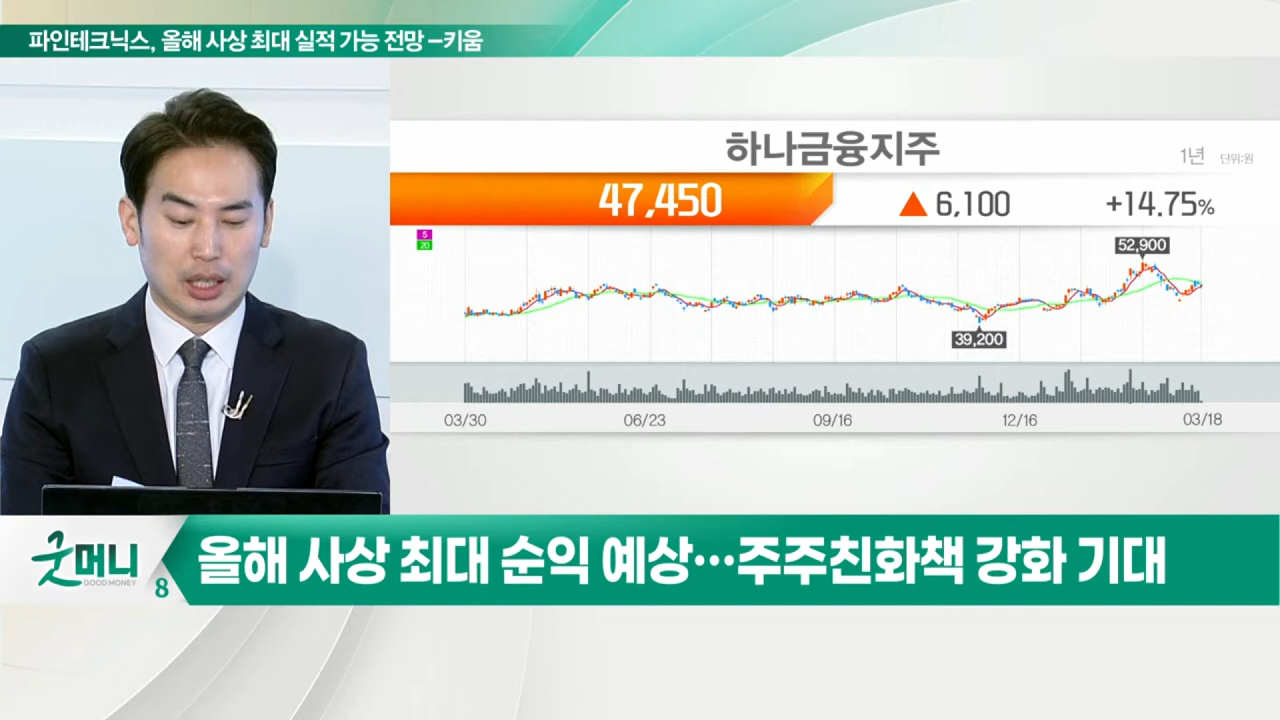 파인테크닉스, 올해 사상 최대 실적 가능 전망 -키움
하나금융지주
1년 단위:원
47,450 ▲ 6,100 +14.75%
5
20
52,900
39,200
03/30 06/23 09/16 12/16 03/18
굿머니
GOOD MONEY
8
올해 사상 최대 순익 예상…주주친화책 강화 기대